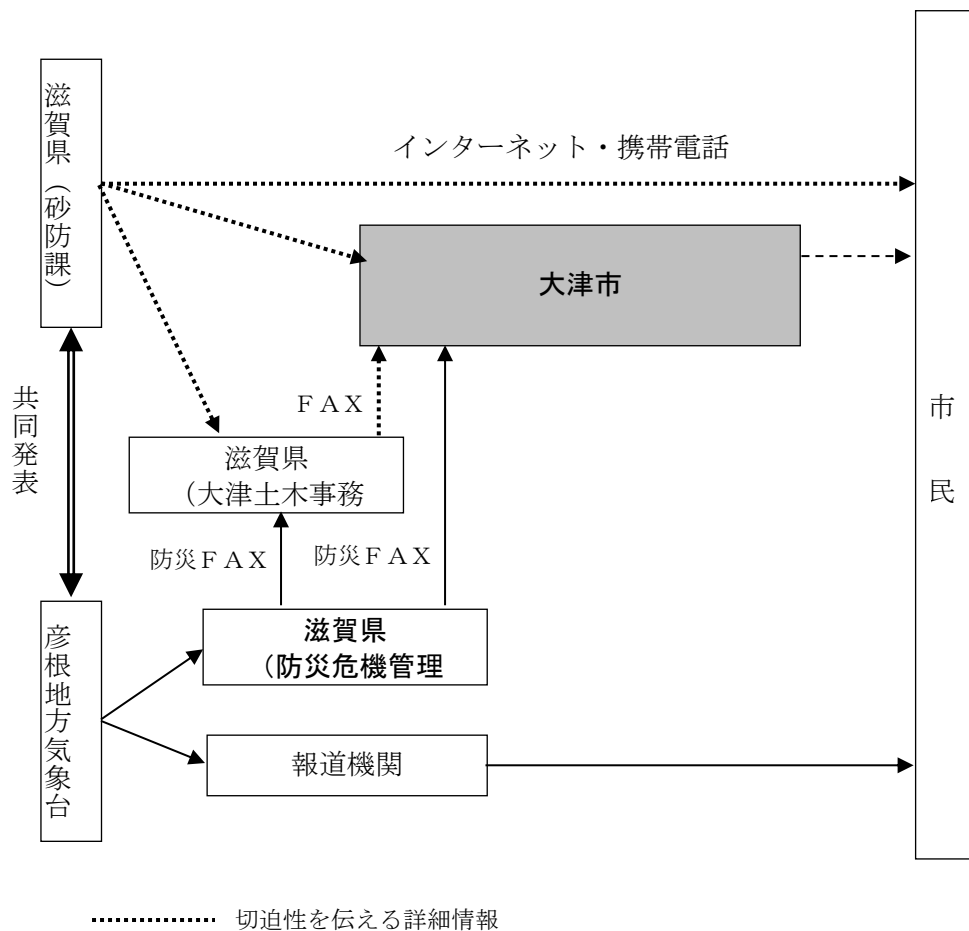 滋賀県（砂防課）
インターネット・携帯電話
大津市
市民
共同発表
ＦＡＸ
滋賀県
（大津土木事務
防災ＦＡＸ
防災ＦＡＸ
滋賀県
（防災危機管理
彦根地方気象台
報道機関
切迫性を伝える詳細情報